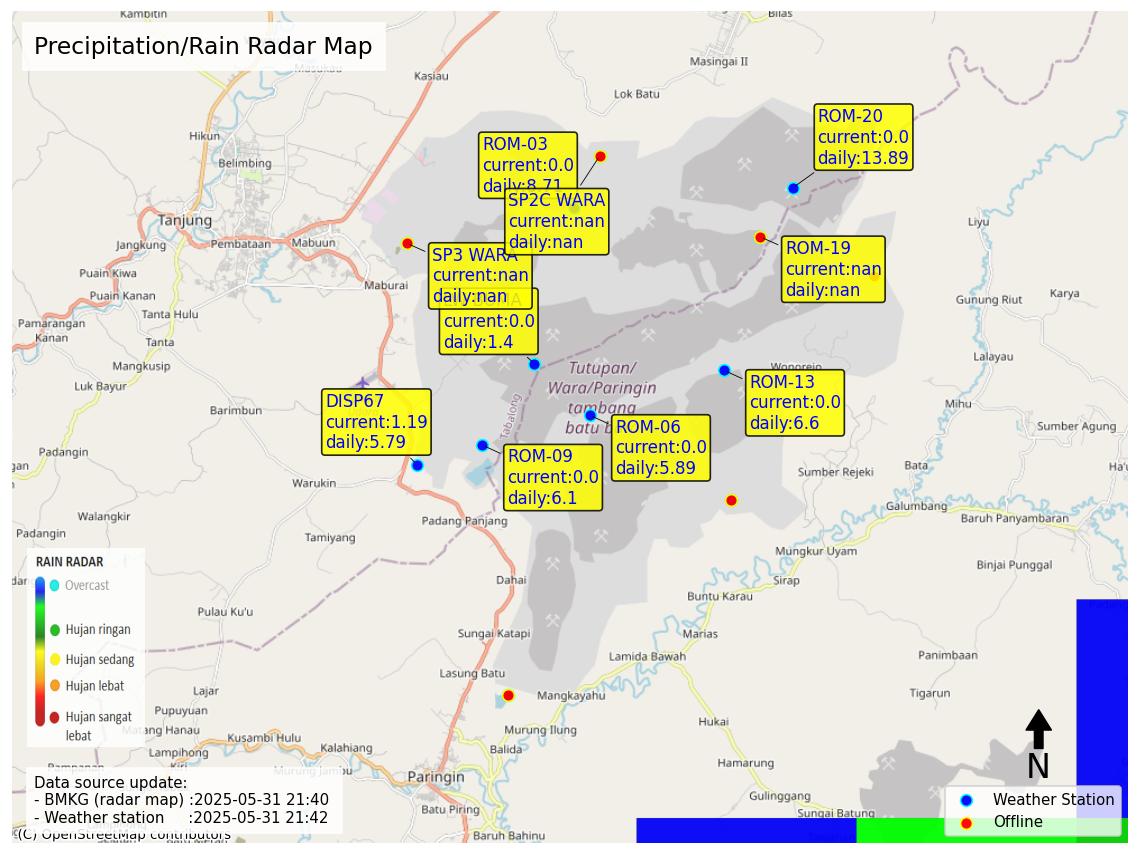 Precipitation/Rain Radar Map
Kambitin
Bilas
Masukau
Kasiau
Masingai II
Lok Batu
Hikun
Belimbing
ROM-03
current:0.0
daily:8.71
ROM-20
current:0.0
daily:13.89
SP2C WARA
current:nan
daily:nan
Tanjung
Jangkung
Pembataan
Mabuun
Liyu
SP3 WARA
current:nan
daily:nan
ROM-19
current:nan
daily:nan
Puain Kiwa
Maburai
Puain Kanan
Tanta Hulu
Gunung Riut
Karya
Pamarangan
Kanan
current:0.0
daily:1.4
Tanta
Mangkusip
Lalayau
Luk Bayur
Tutupan/
Wara/Paringin
tambang
batu b
Wonorejo
ROM-13
current:0.0
daily:6.6
DISP67
current:1.19
daily:5.79
Barimbun
Tabalong
Mihu
ROM-06
current:0.0
daily:5.89
Sumber Agung
ROM-09
current:0.0
daily:6.1
gan
Padangin
Bata
Sumber Rejeki
Warukin
Galumbang
Walangkir
Padang Panjang
Baruh Panyambaran
Padangin
Tamiyang
Mungkur Uyam
Binjai Punggal
RAIN RADAR
Overcast
Hujan ringan
Hujan sedang
Hujan lebat
Hujan sangat
lebat
Dahai
Sirap
Buntu Karau
Pulau Ku'u
Sungai Katapi
Marias
Lamida Bawah
Panimbaan
Lasung Batu
Lajar
Mangkayahu
Tigarun
Pupuyuan
Matang Hanau
Hukai
Murung Ilung
Kusambi Hulu
Kalahiang
Lampihong
Balida
Kiri
Hamarung
N
Pampanan
Murung Jambu
Paringin
Gulinggang
Batu Piring
Sungai Batung
Baruh Bahinu
Data source update:
- BMKG (radar map) :2025-05-31 21:40
- Weather station :2025-05-31 21:42
(C) OpenStreetMap contributors
Weather Station
Offline